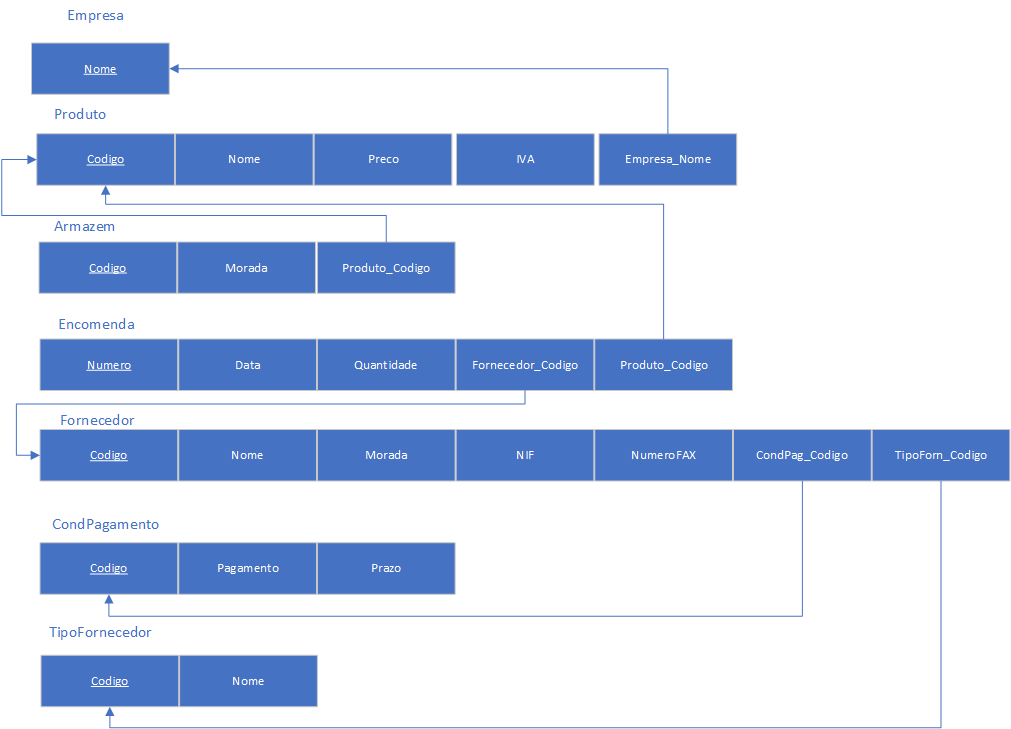 Empresa
Nome
Produto
Codigo Nome Preco IVA Empresa_Nome
Armazem
Codigo Morada Produto_Codigo
Encomenda
Numero Data Quantidade Fornecedor_Codigo Produto_Codigo
Fornecedor
Codigo Nome Morada NIF NumeroFAX CondPag_Codigo TipoForn_Codigo
CondPagamento
Codigo Pagamento Prazo
TipoFornecedor
Codigo Nome